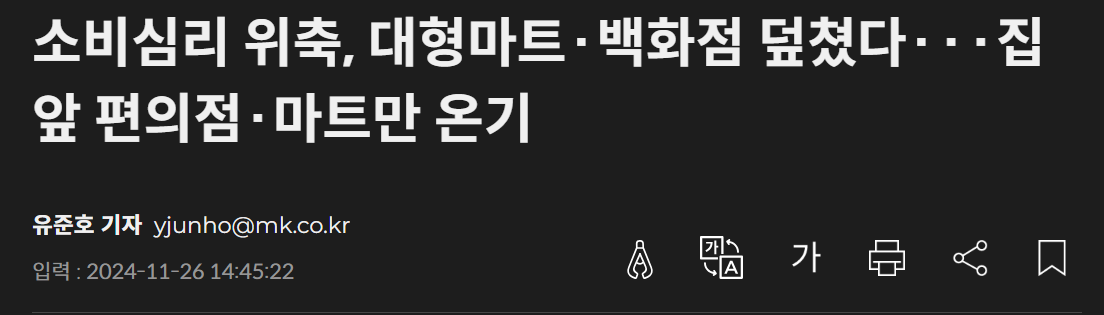 소비심리 위축, 대형마트·백화점 덮쳤다···집
앞 편의점·마트만 온기
유준호 기자 yjunho@mk.co.kr
입력 : 2024-11-26 14:45:22
가 A 가